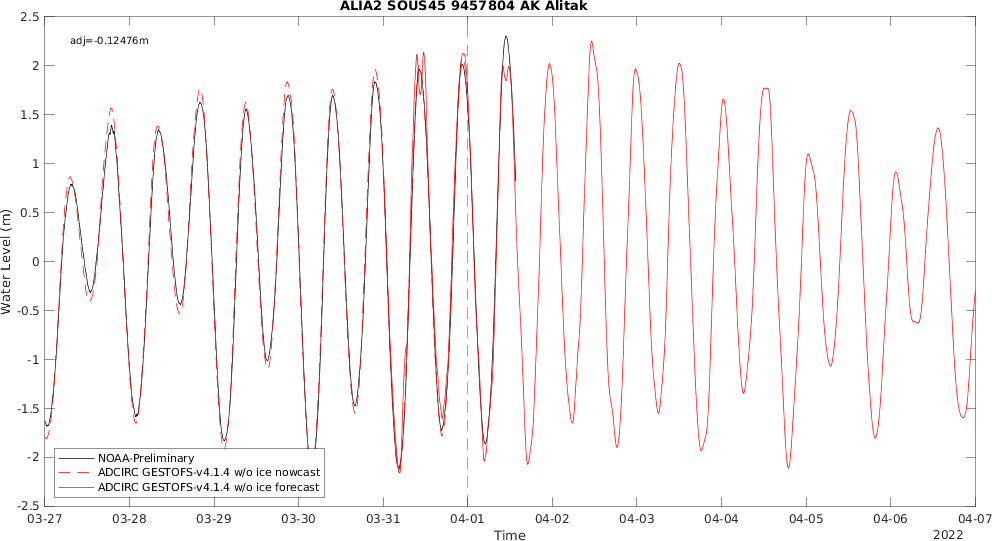 ALIA2 SOUS45 9457804 AK Alitak
adj=-0.12476m
Water Level (m)
2.5
2
1.5
1
0.5
0
-0.5
-1
-1.5
-2
-2.5
NOAA-Preliminary
ADCIRC GESTOFS-v4.1.4 w/o ice nowcast
ADCIRC GESTOFS-v4.1.4 w/o ice forecast
03-27 03-28 03-29 03-30 03-31 04-01 04-02 04-03 04-04 04-05 04-06 04-07
Time
2022